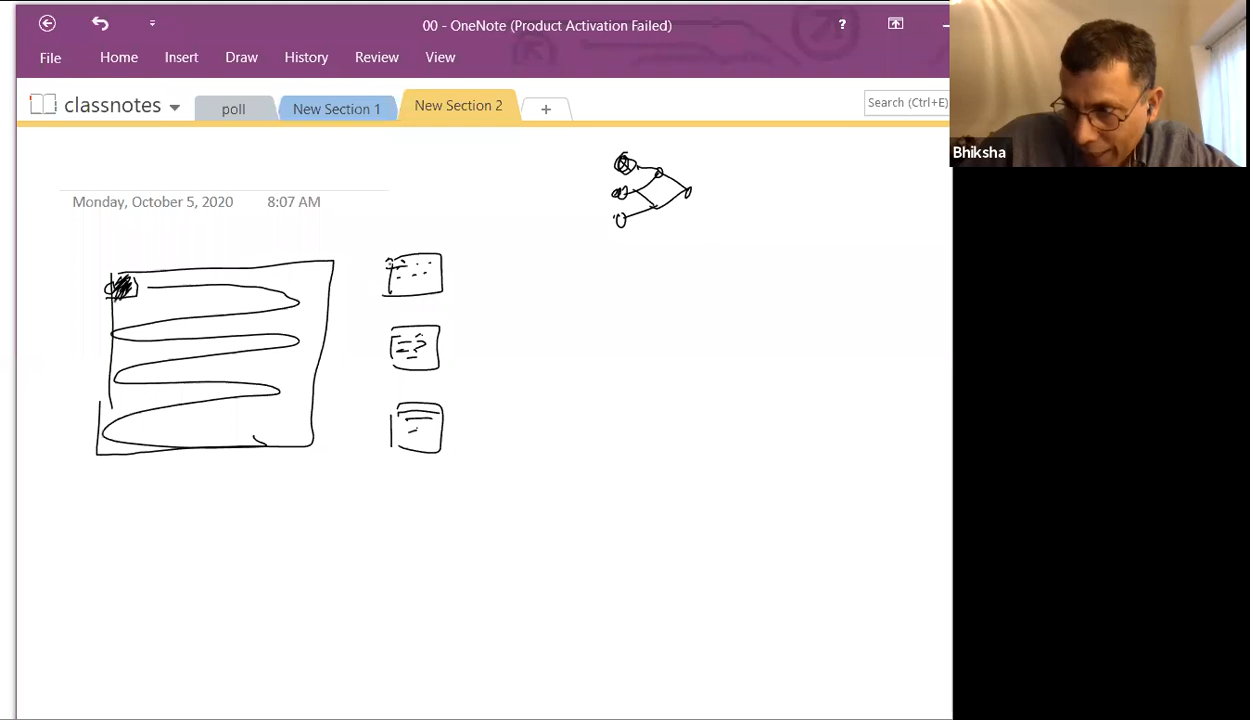 00 - OneNote (Product Activation Failed)
?
File Home Insert Draw History Review View
classnotes poll New Section 1 New Section 2 +
Search (Ctrl+E)
Bhiksha
Monday, October 5, 2020 8:07 AM